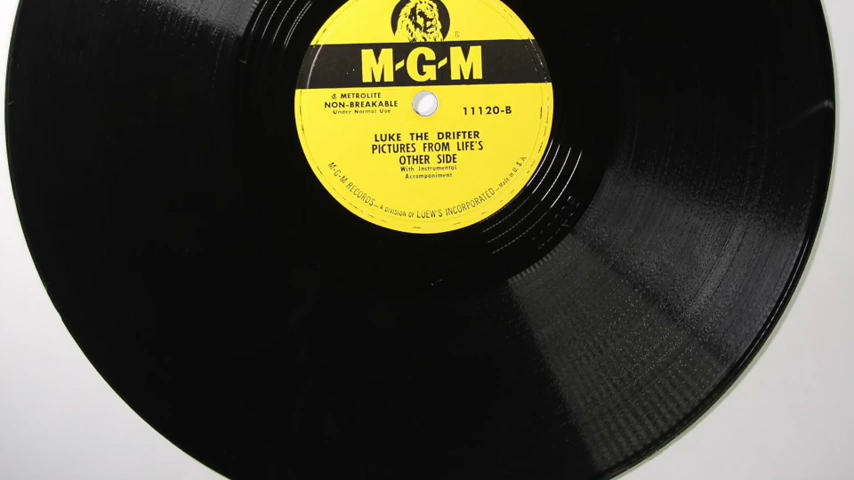 M-G-M
METROLITE
NON-BREAKABLE
Under Normal Use
11120-B
LUKE THE DRIFTER
PICTURES FROM LIFE'S
OTHER SIDE
With Instrumental
Accompaniment
M-G-M RECORDS—A DIVISION OF LOEW'S INCORPORATED—Made in U.S.A.